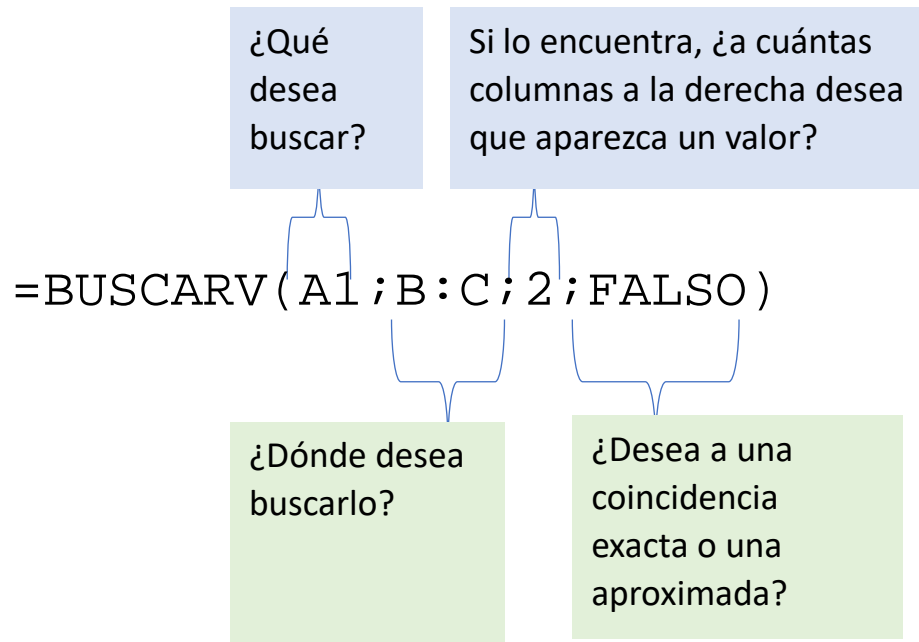 ¿Qué
desea
buscar?
Si lo encuentra, ¿a cuántas
columnas a la derecha desea
que aparezca un valor?
=BUSCARV(A1;B:C;2;FALSO)
¿Dónde desea
buscarlo?
¿Desea a una
coincidencia
exacta o una
aproximada?